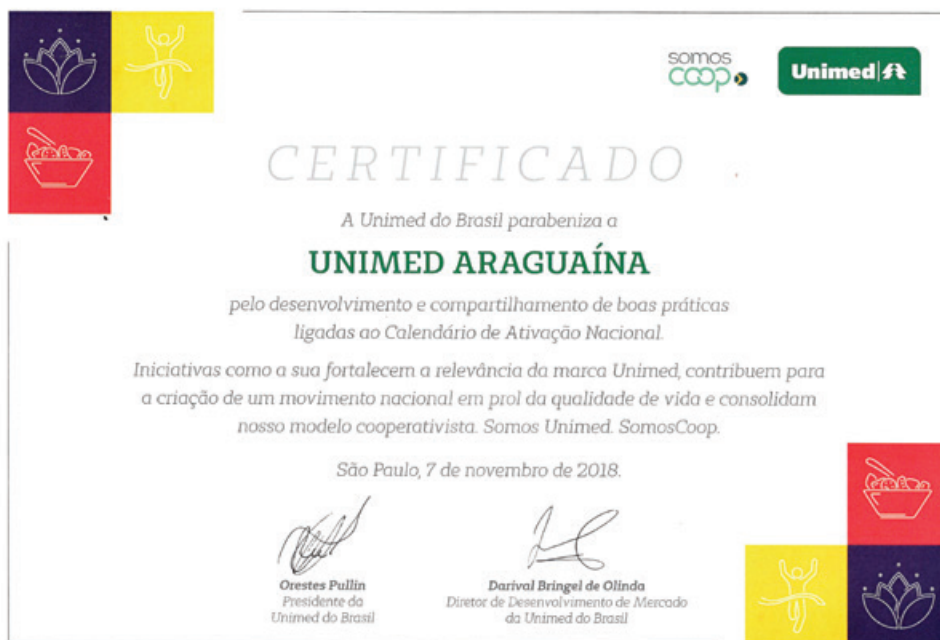 somos
coop
Unimed
CERTIFICADO
A Unimed do Brasil parabeniza a
UNIMED ARAGUAÍNA
pelo desenvolvimento e compartilhamento de boas práticas
ligadas ao Calendário de Ativação Nacional.
Iniciativas como a sua fortalecem a relevância da marca Unimed, contribuem para
a criação de um movimento nacional em prol da qualidade de vida e consolidam
nosso modelo cooperativista. Somos Unimed. SomosCoop.
São Paulo, 7 de novembro de 2018.
Orestes Pullin
Presidente da
Unimed do Brasil
Darival Bringel de Olinda
Diretor de Desenvolvimento de Mercado
da Unimed do Brasil